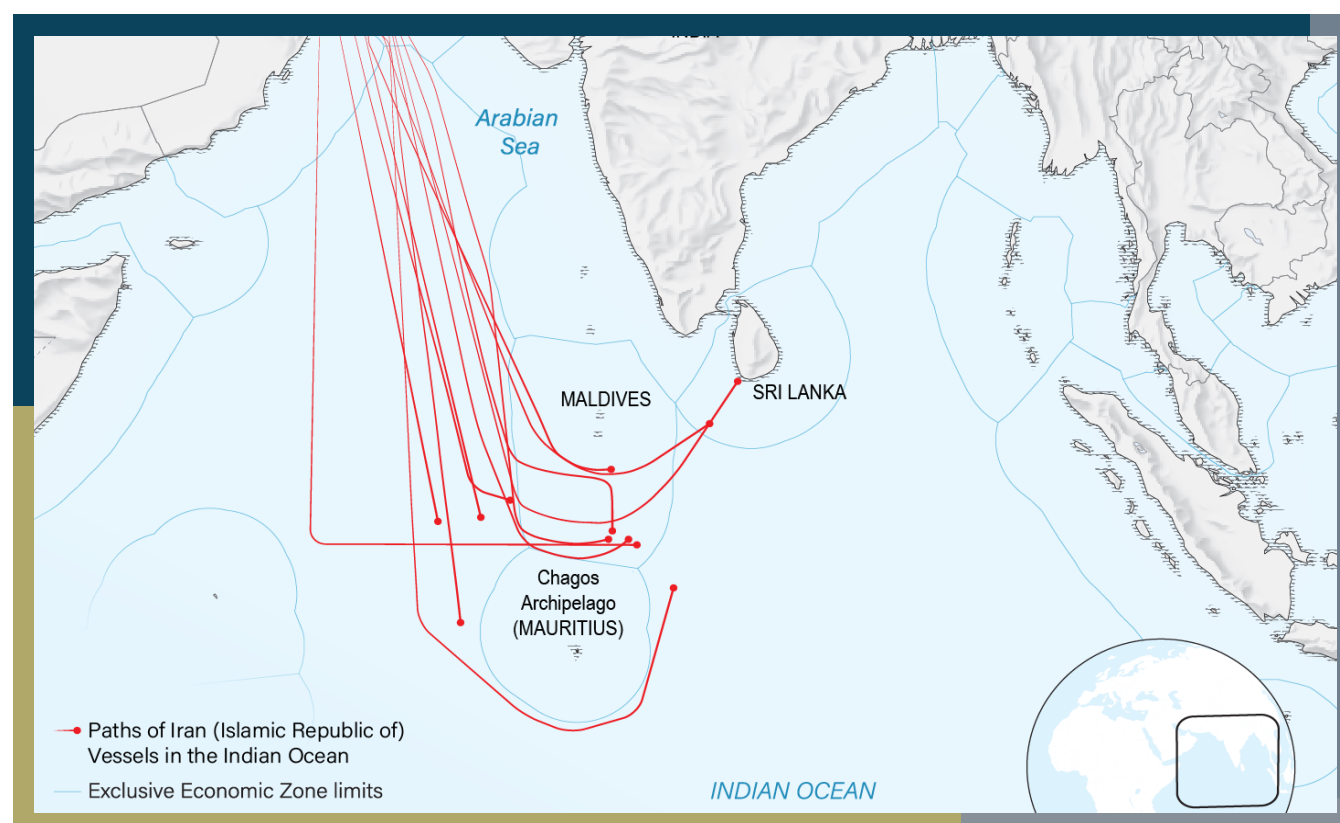 INDIA
Arabian
Sea
MALDIVES
SRI LANKA
Chagos
Archipelago
(MAURITIUS)
Paths of Iran (Islamic Republic of)
Vessels in the Indian Ocean
Exclusive Economic Zone limits
INDIAN OCEAN